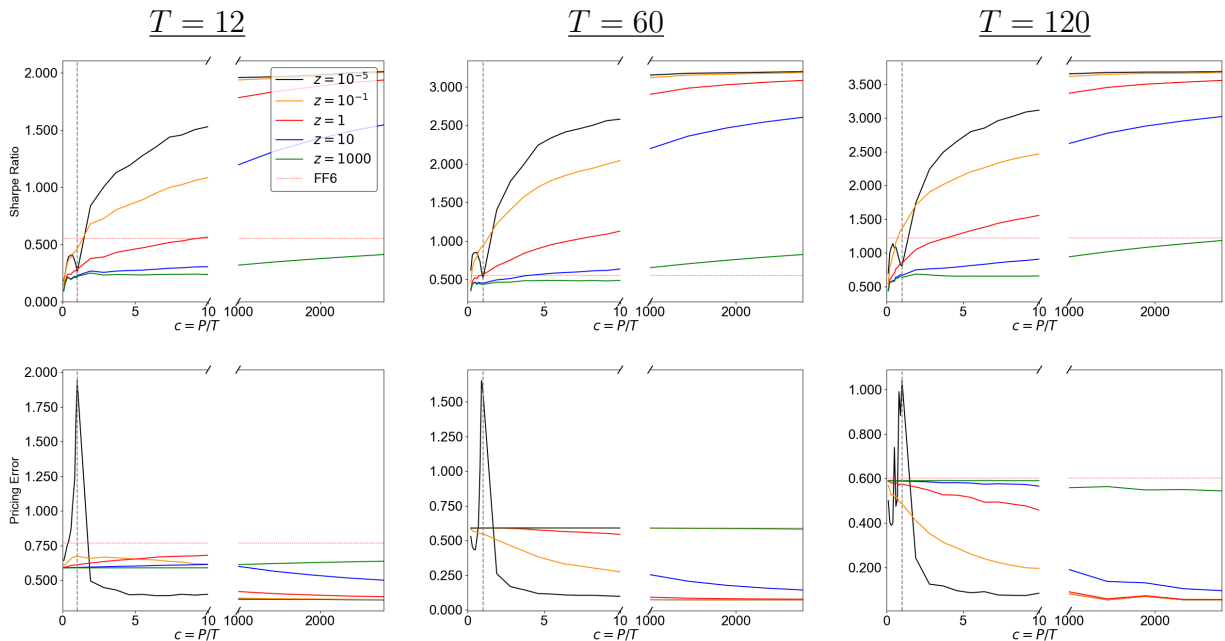 T = 12
T = 60
T = 120
2.000
1.500
1.000
0.500
0.000
Sharpe Ratio
z = 10⁻⁵
z = 10⁻¹
z = 1
z = 10
z = 1000
FF6
0 5 10 1000 2000
c = P/T
3.000
2.500
2.000
1.500
1.000
0.500
0 5 10 1000 2000
c = P/T
3.500
3.000
2.500
2.000
1.500
1.000
0.500
0 5 10 1000 2000
c = P/T
2.000
1.750
1.500
1.250
1.000
0.750
0.500
Pricing Error
0 5 10 1000 2000
c = P/T
1.500
1.250
1.000
0.750
0.500
0.250
0.000
0 5 10 1000 2000
c = P/T
1.000
0.800
0.600
0.400
0.200
0 5 10 1000 2000
c = P/T